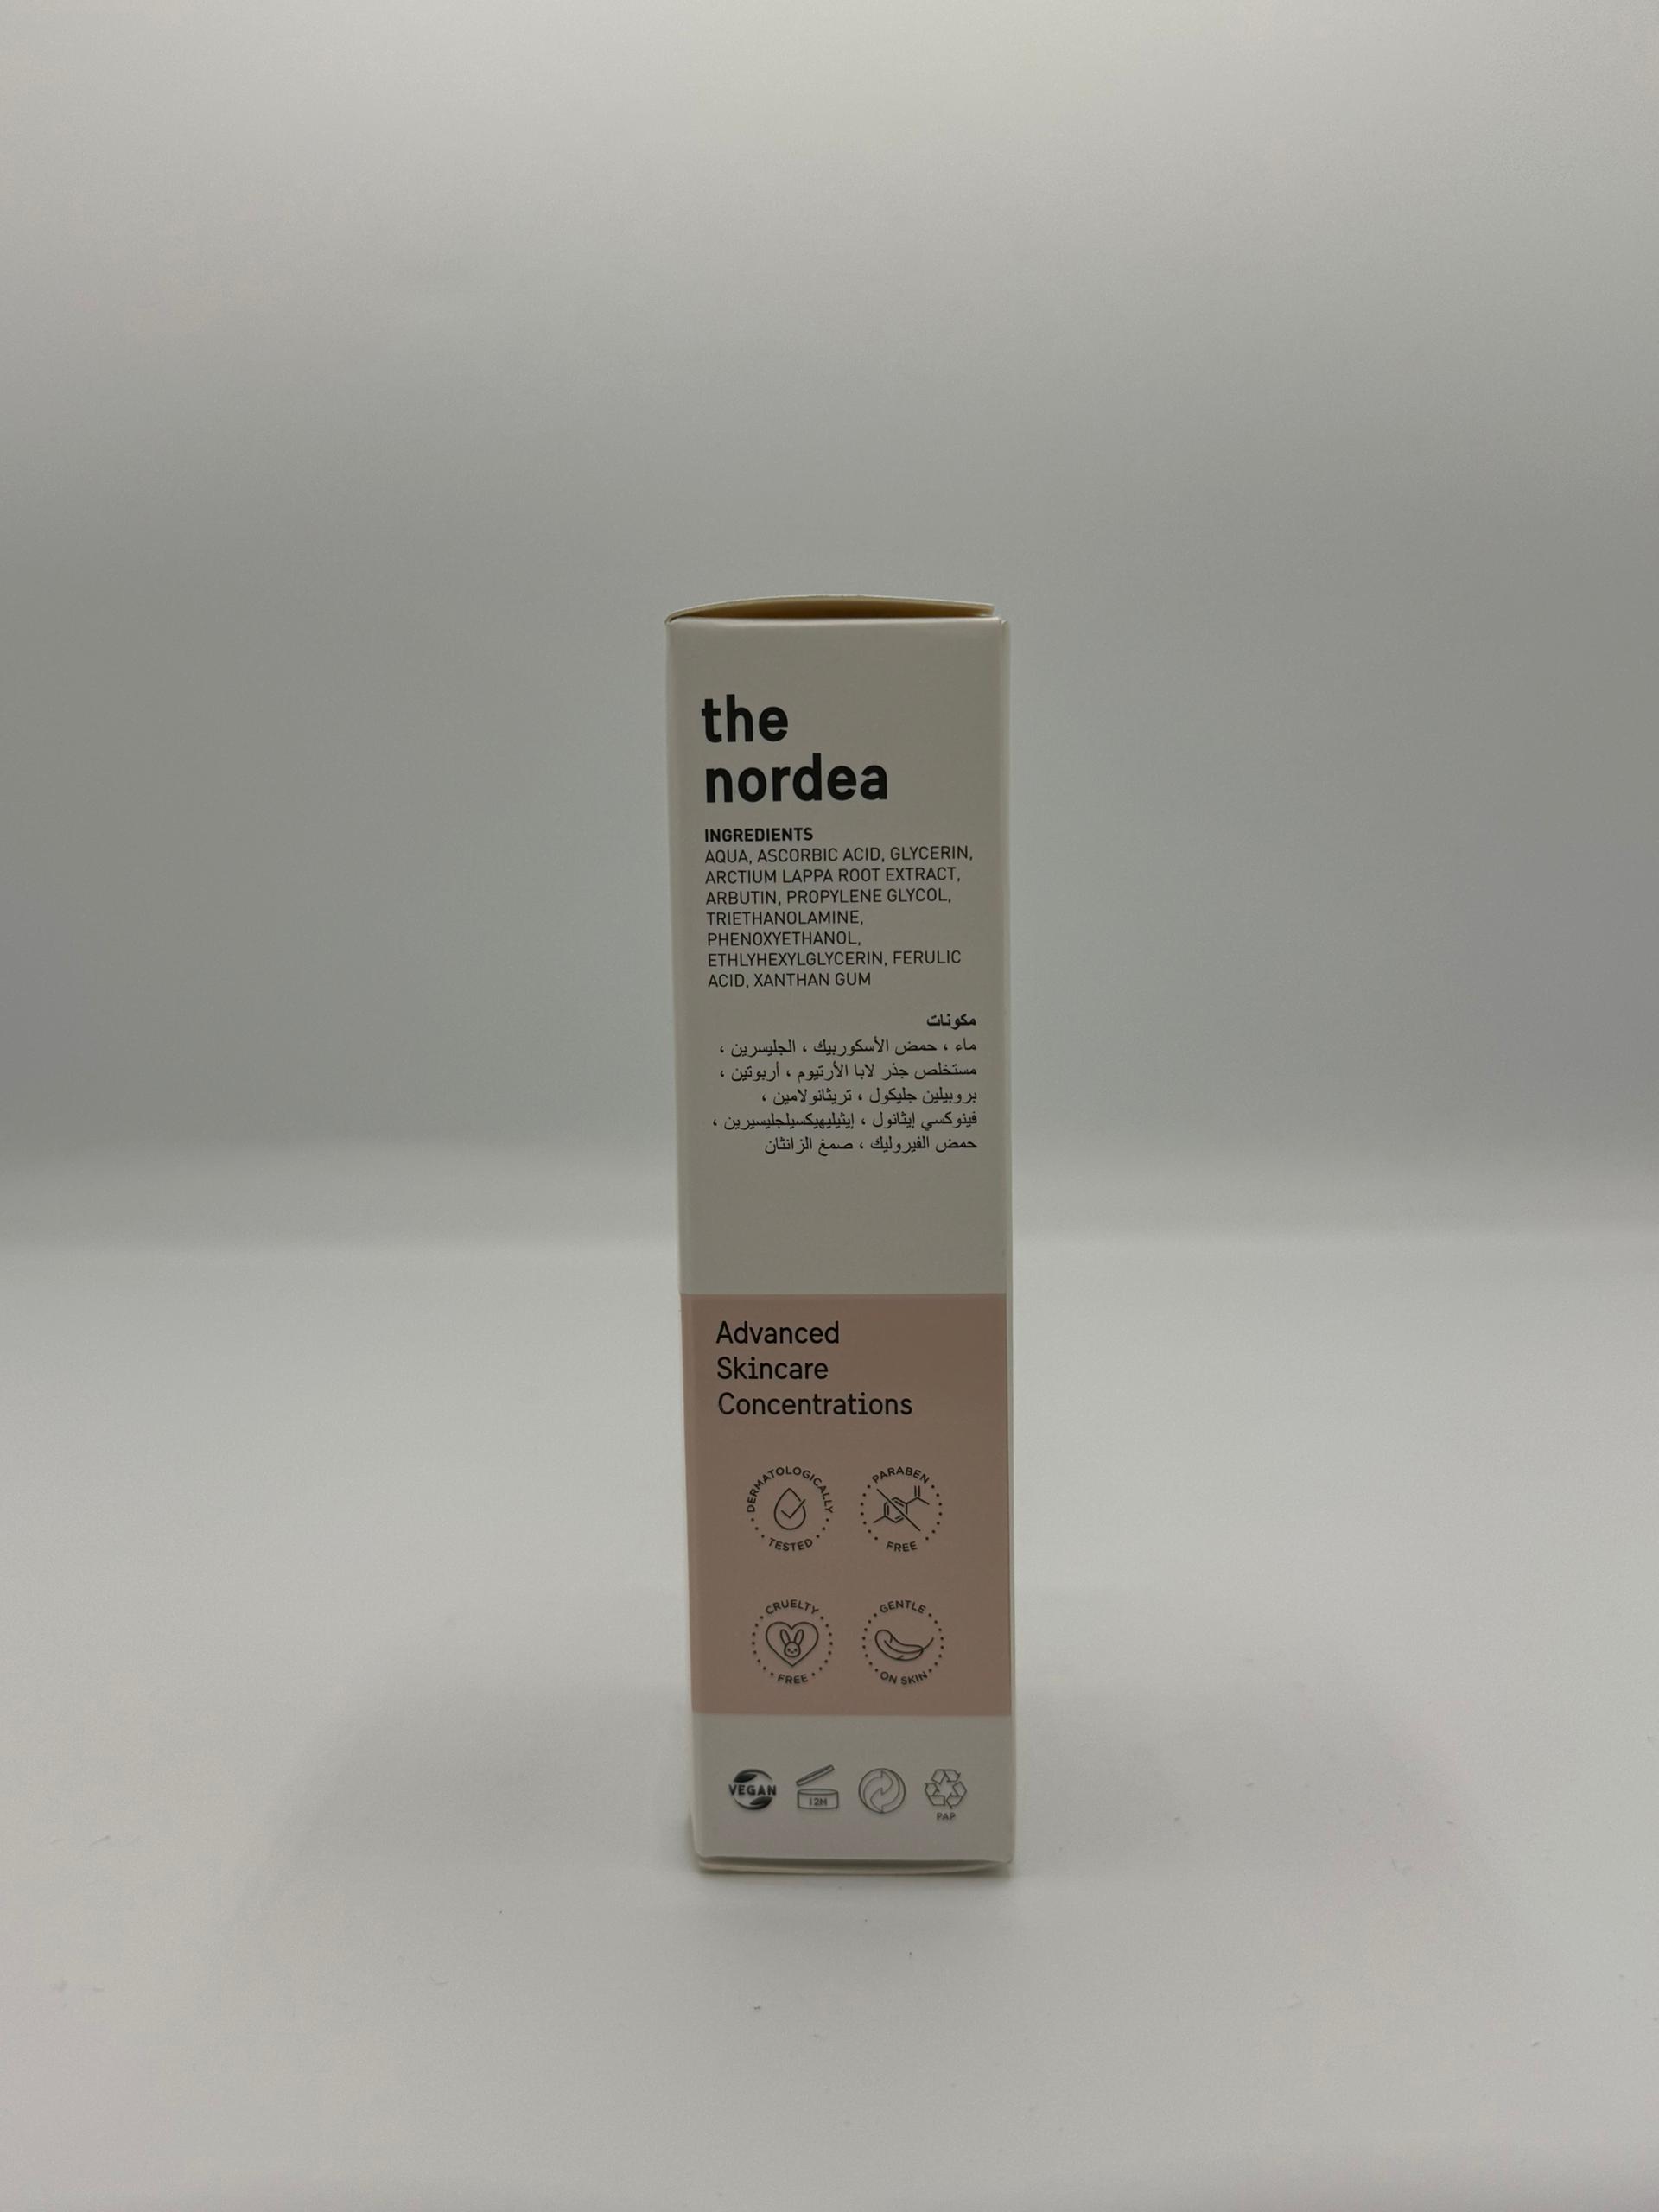 the
nordea
INGREDIENTS
AQUA, ASCORBIC ACID, GLYCERIN,
ARCTIUM LAPPA ROOT EXTRACT,
ARBUTIN, PROPYLENE GLYCOL,
TRIETHANOLAMINE,
PHENOXYETHANOL,
ETHLYHEXYLGLYCERIN, FERULIC
ACID, XANTHAN GUM
مكونات
ماء ، حمض الأسكوربيك ، الجليسرين ،
مستخلص جذر لابا الأرتيوم ، أربوتين ،
بروبيلين جليكول ، تريثانولامين ،
فينوكسي إيثانول ، إيثيليهيكسيلجليسيرين ،
حمض الفيروليك ، صمغ الزانثان
Advanced
Skincare
Concentrations
DERMATOLOGICALLY
TESTED
PARABEN
FREE
CRUELTY
FREE
GENTLE
ON SKIN
VEGAN
12M
PAP